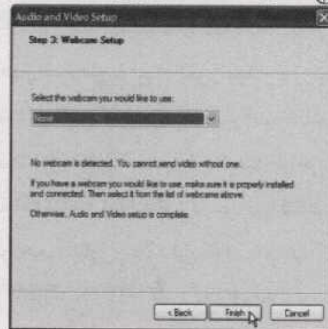 Audio and Video Setup
Step 3: Webcam Setup
Select the webcam you would like to use:
None
No webcam is detected. You cannot send video without one.
If you have a webcam you would like to use, make sure it is properly installed
and connected. Then select it from the list of webcams above.
Otherwise, Audio and Video setup is complete.
< Back Finish Cancel